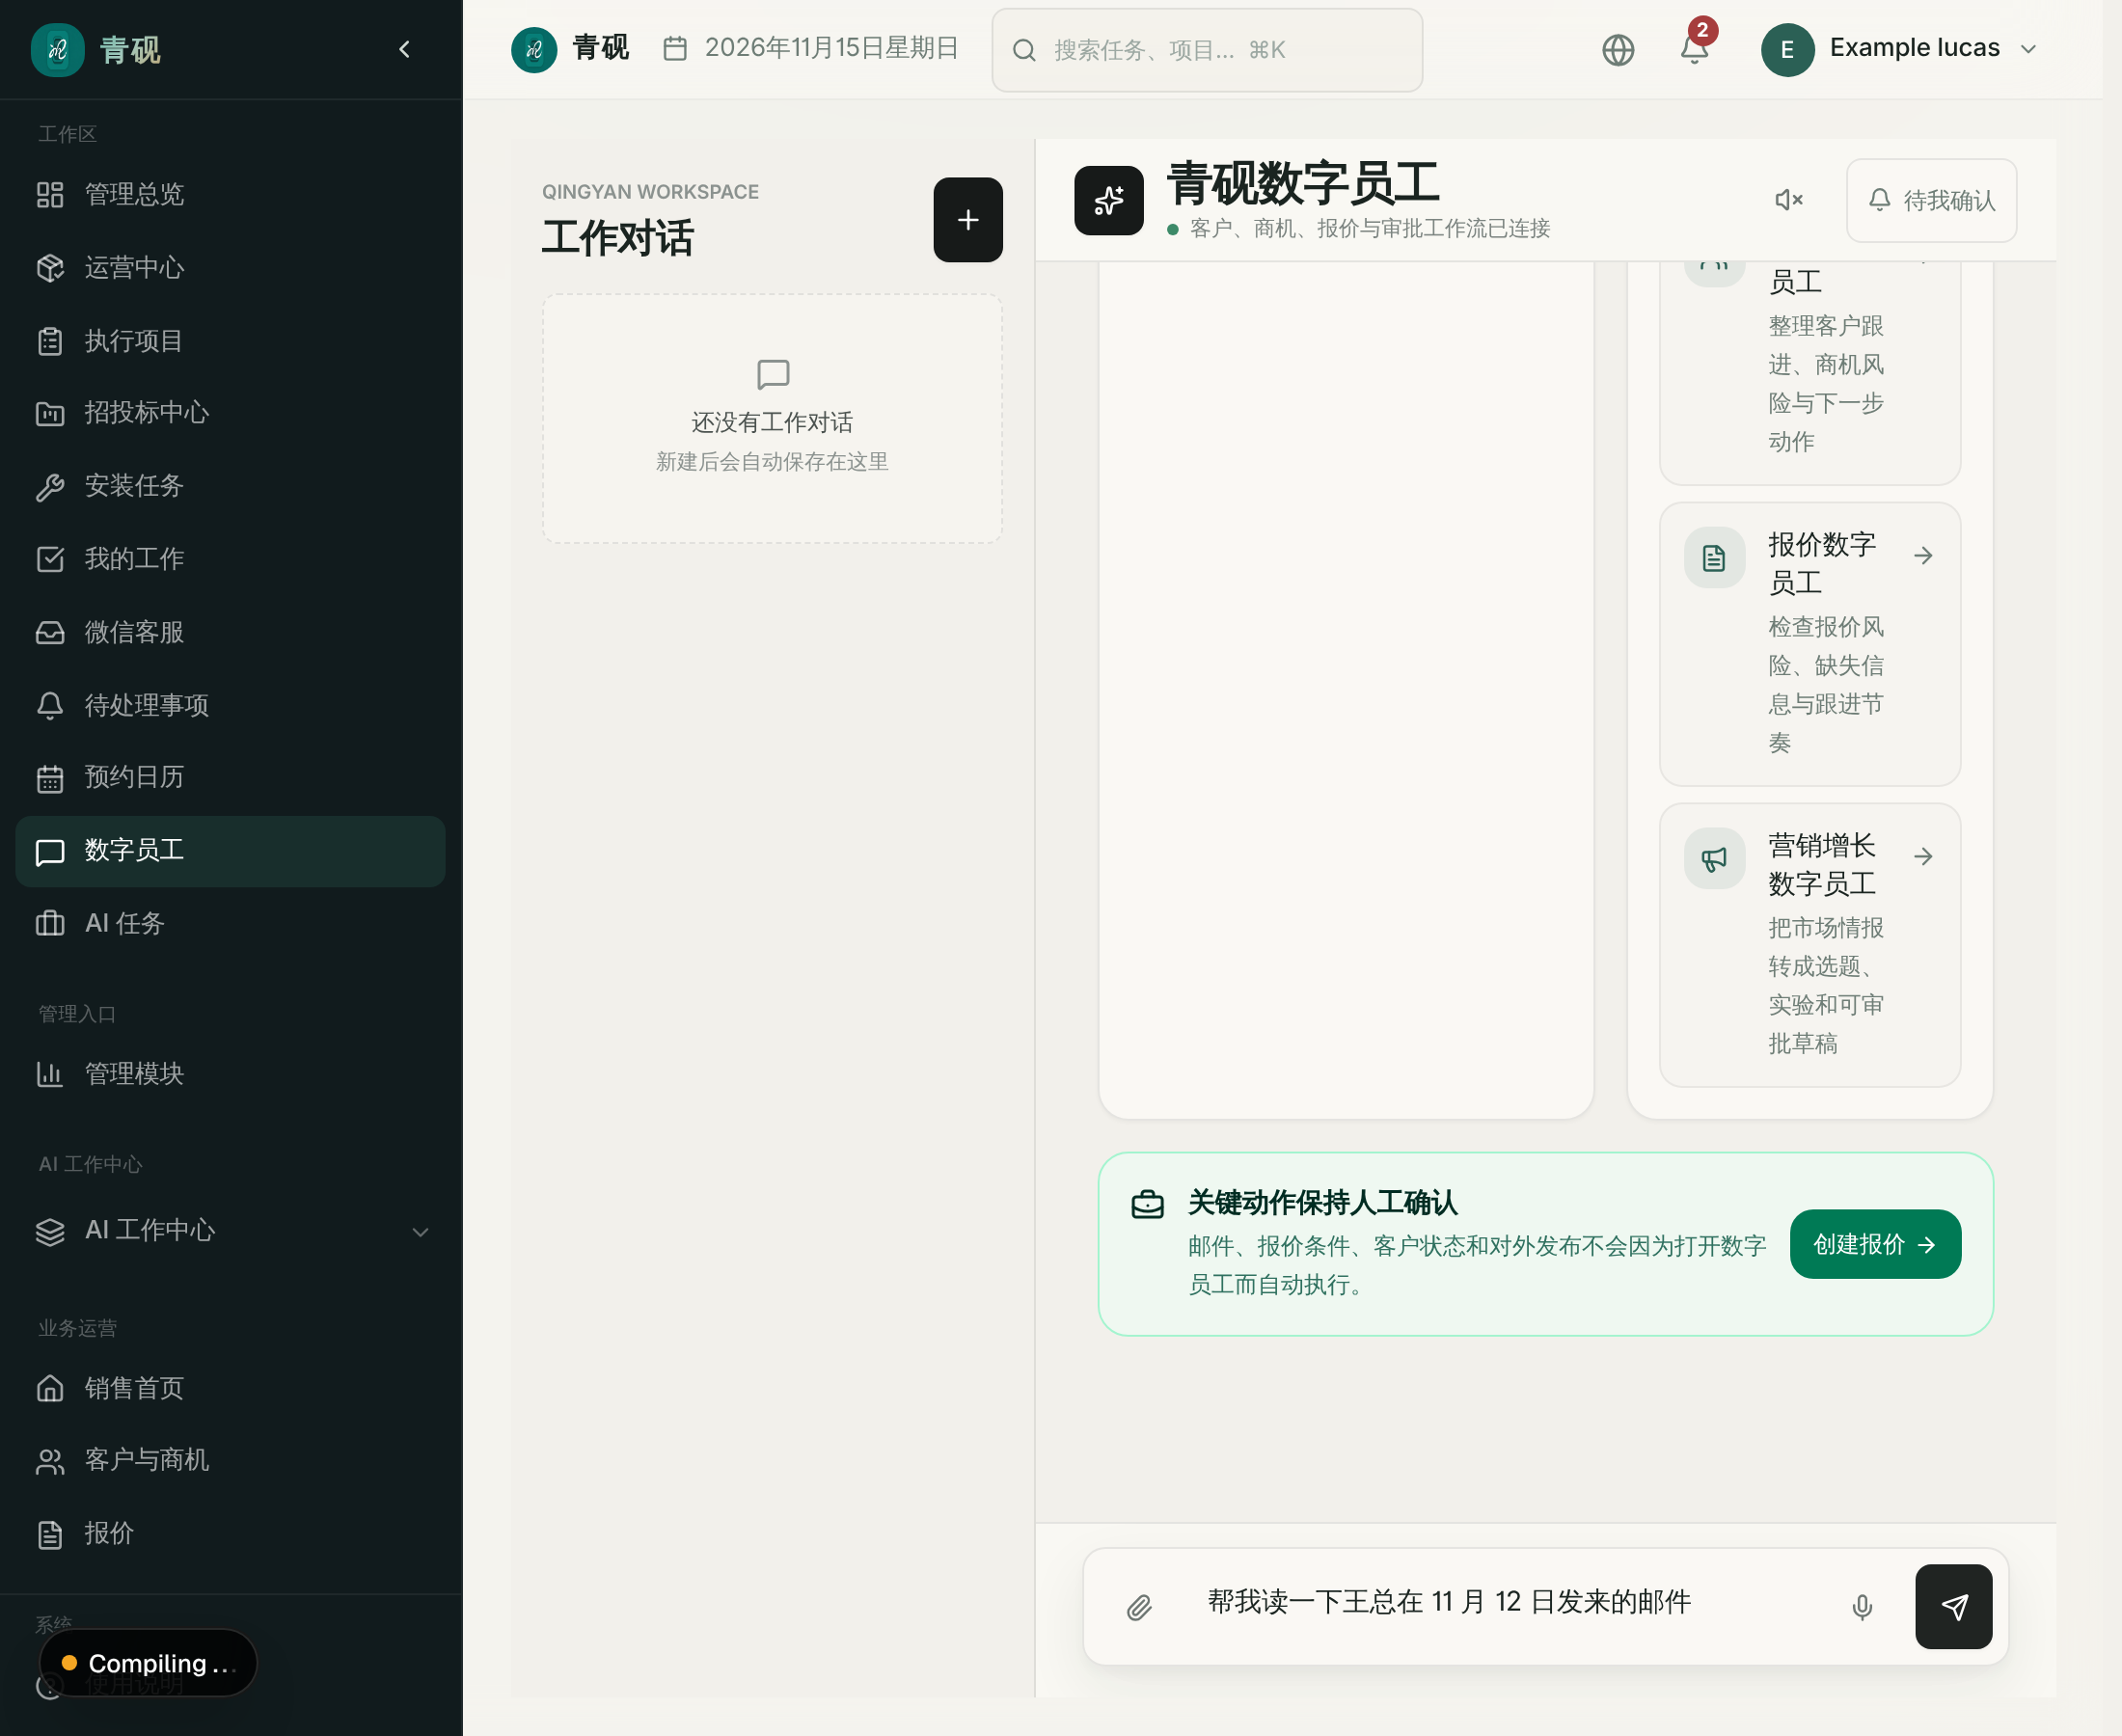 青砚
工作区
管理总览
运营中心
执行项目
招投标中心
安装任务
我的工作
微信客服
待处理事项
预约日历
数字员工
AI 任务
管理入口
管理模块
AI 工作中心
AI 工作中心
业务运营
销售首页
客户与商机
报价
系统
Compiling ...
使用说明
青砚
2026年11月15日星期日
搜索任务、项目... ⌘K
2
E
Example lucas
QINGYAN WORKSPACE
工作对话
还没有工作对话
新建后会自动保存在这里
青砚数字员工
客户、商机、报价与审批工作流已连接
待我确认
员工
整理客户跟
进、商机风
险与下一步
动作
报价数字
员工
检查报价风
险、缺失信
息与跟进节
奏
营销增长
数字员工
把市场情报
转成选题、
实验和可审
批草稿
关键动作保持人工确认
邮件、报价条件、客户状态和对外发布不会因为打开数字
员工而自动执行。
创建报价
帮我读一下王总在 11 月 12 日发来的邮件